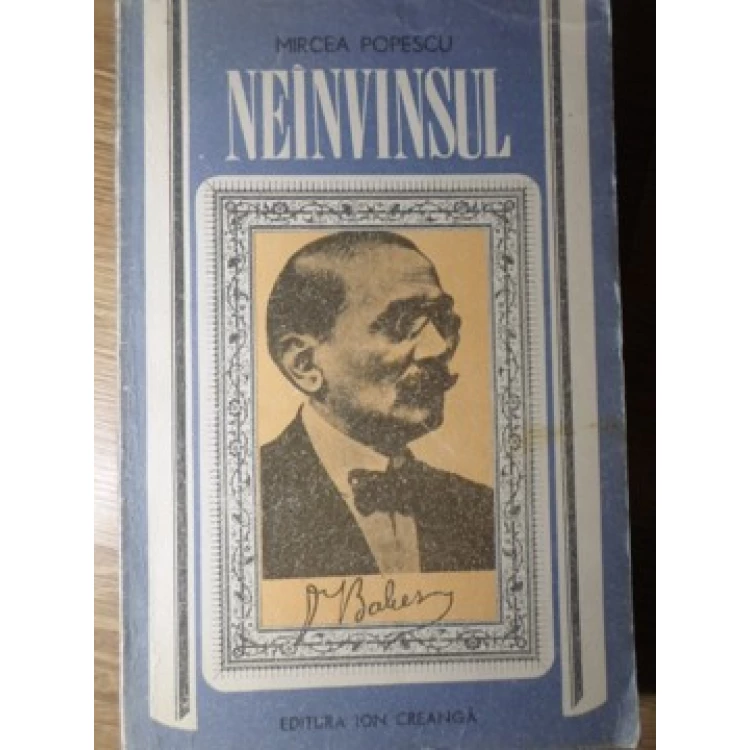 MIRCEA POPESCU
NEÎNVINSUL
Dr Babeș
EDITURA ION CREANGĂ